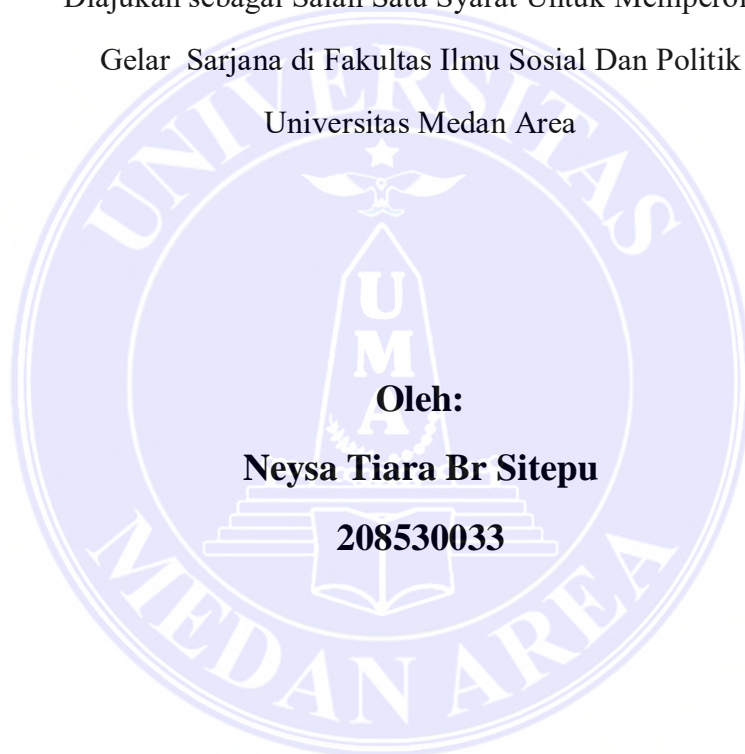 Diajukan sebagai Salah Satu Syarat Untuk
Gelar Sarjana di Fakultas Ilmu Sosial Dan Politik
Universitas Medan Area
UNIVERSITAS
U
M
A
Oleh:
Neysa Tiara Br Sitepu
208530033
MEDAN AREA